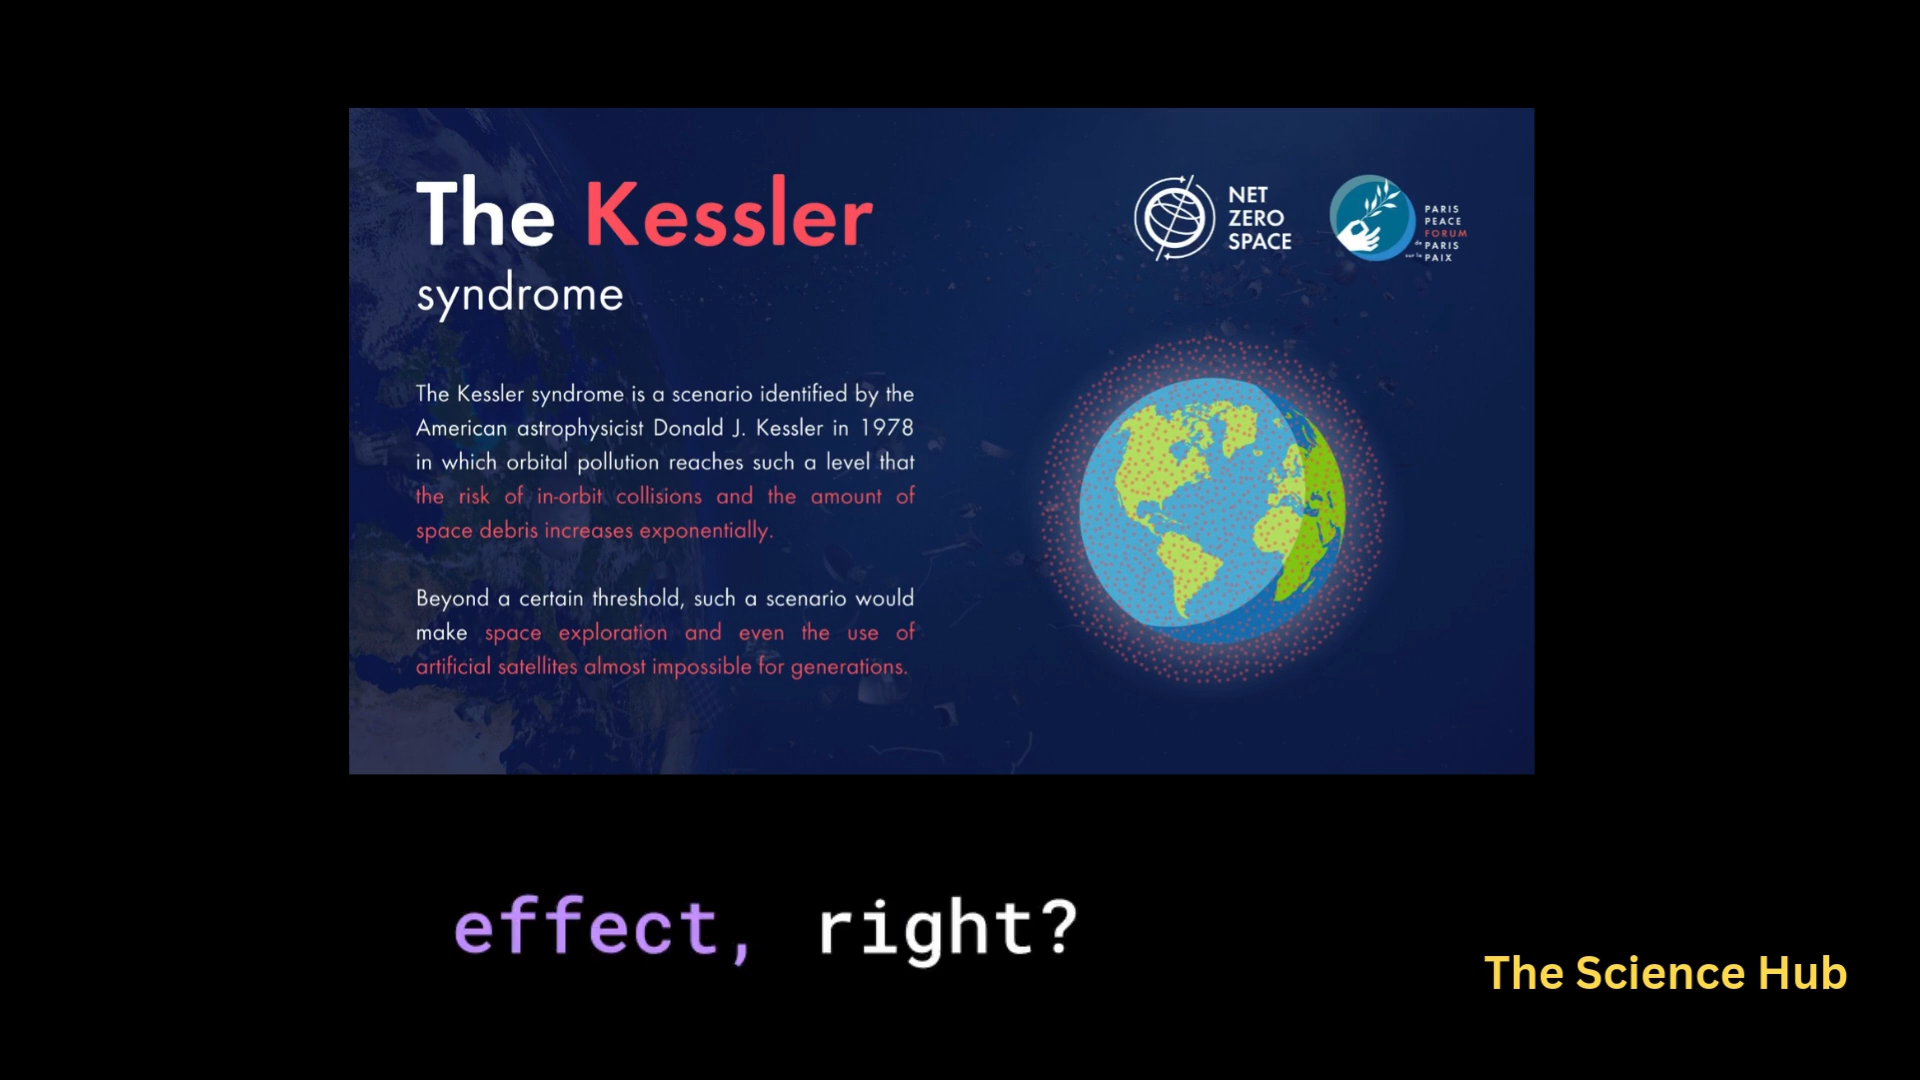 The Kessler
syndrome
NET
ZERO
SPACE
PARIS
PEACE
FORUM
de PARIS
sur la PAIX
The Kessler syndrome is a scenario identified by the
American astrophysicist Donald J. Kessler in 1978
in which orbital pollution reaches such a level that
the risk of in-orbit collisions and the amount of
space debris increases exponentially.
Beyond a certain threshold, such a scenario would
make space exploration and even the use of
artificial satellites almost impossible for generations.
effect, right?
The Science Hub